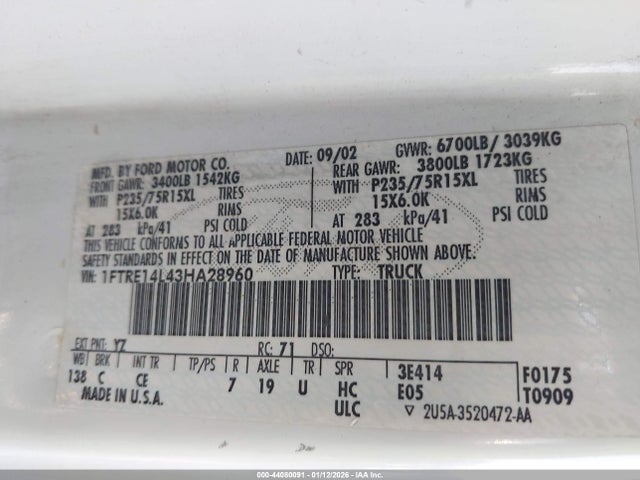 MFD. BY FORD MOTOR CO.
DATE: 09/02 GVWR: 6700LB/ 3039KG
FRONT GAWR: 3400LB 1542KG REAR GAWR: 3800LB 1723KG
WITH P235/75R15XL TIRES WITH P235/75R15XL TIRES
15X6.0K RIMS 15X6.0K RIMS
AT 283 kPa/41 PSI COLD AT 283 kPa/41 PSI COLD
THIS VEHICLE CONFORMS TO ALL APPLICABLE FEDERAL MOTOR VEHICLE
SAFETY STANDARDS IN EFFECT ON THE DATE OF MANUFACTURE SHOWN ABOVE.
VIN: 1FTRE14L43HA28960 TYPE: TRUCK
EXT PNT: YZ RC: 71 DSO:
WB BRK INT TR TP/PS R AXLE TR SPR 3E414 F0175
138 C CE 7 19 U HC E05 T0909
MADE IN U.S.A. ULC ▽ 2U5A-3520472-AA
000-44080091 - 01/12/2026 - IAA Inc.